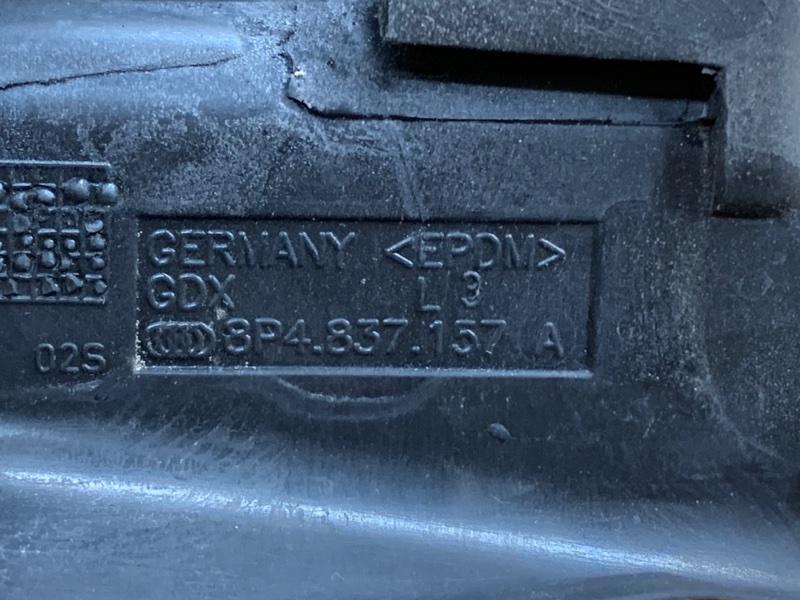 GERMANY <EPDM>
GDX L 3
8P4.837.157 A
02S